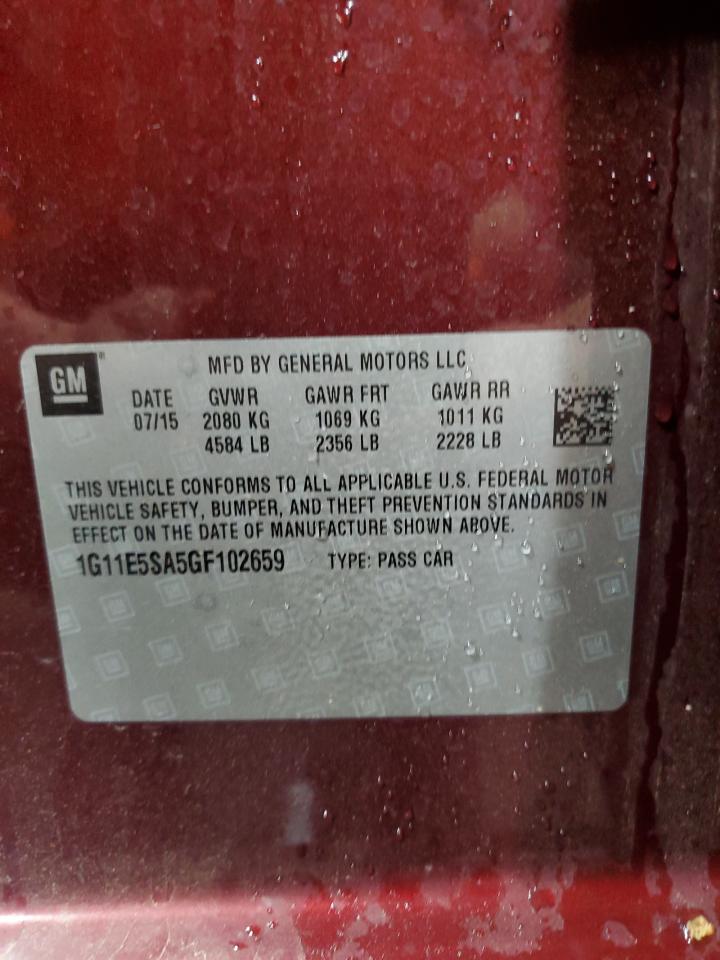 GM
MFD BY GENERAL MOTORS LLC
DATE GVWR GAWR FRT GAWR RR
07/15 2080 KG 1069 KG 1011 KG
4584 LB 2356 LB 2228 LB
THIS VEHICLE CONFORMS TO ALL APPLICABLE U.S. FEDERAL MOTOR
VEHICLE SAFETY, BUMPER, AND THEFT PREVENTION STANDARDS IN
EFFECT ON THE DATE OF MANUFACTURE SHOWN ABOVE.
1G11E5SA5GF102659 TYPE: PASS CAR